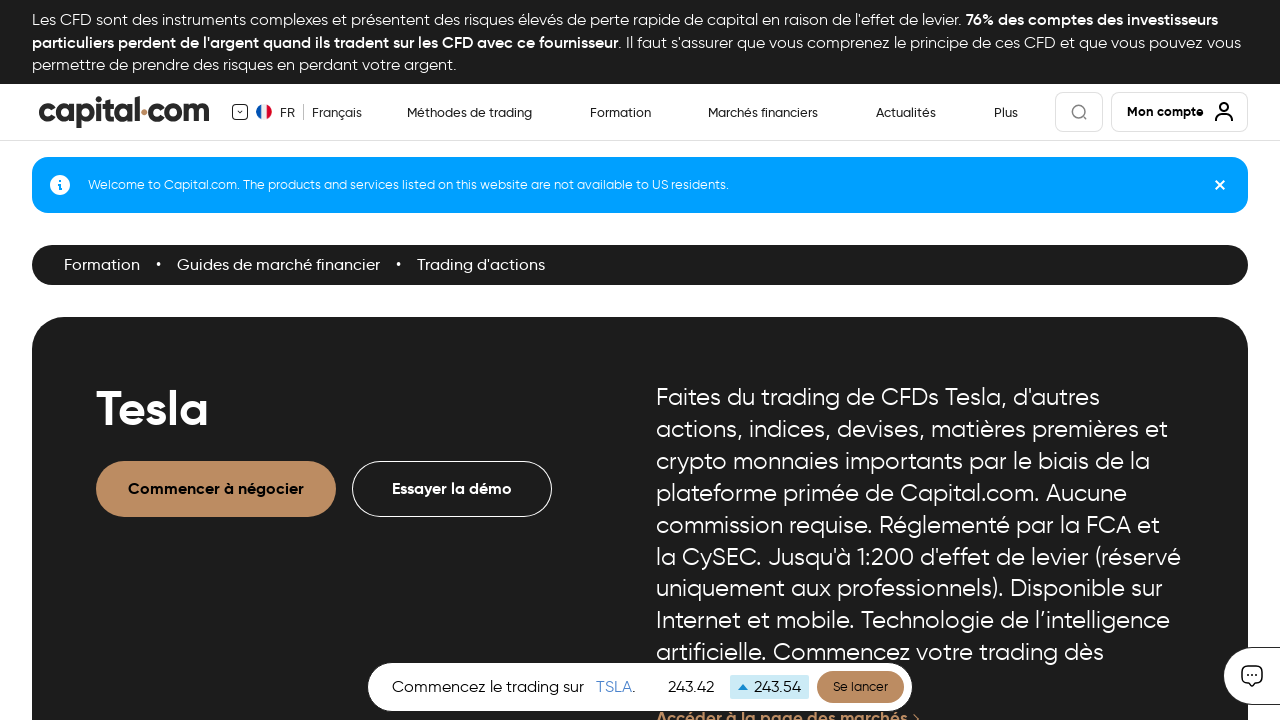 Les CFD sont des instruments complexes et présentent des risques élevés de perte rapide de capital en raison de l'effet de levier. 76% des comptes des investisseurs
particuliers perdent de l'argent quand ils tradent sur les CFD avec ce fournisseur. Il faut s'assurer que vous comprenez le principe de ces CFD et que vous pouvez vous
permettre de prendre des risques en perdant votre argent.
capital.com FR Français Méthodes de trading Formation Marchés financiers Actualités Plus Mon compte
Welcome to Capital.com. The products and services listed on this website are not available to US residents.
Formation • Guides de marché financier • Trading d'actions
Tesla
Commencer à négocier Essayer la démo
Faites du trading de CFDs Tesla, d'autres
actions, indices, devises, matières premières et
crypto monnaies importants par le biais de la
plateforme primée de Capital.com. Aucune
commission requise. Réglementé par la FCA et
la CySEC. Jusqu'à 1:200 d'effet de levier (réservé
uniquement aux professionnels). Disponible sur
Internet et mobile. Technologie de l’intelligence
artificielle. Commencez votre trading dès
Commencez le trading sur TSLA. 243.42 243.54 Se lancer
Accéder à la page des marchés